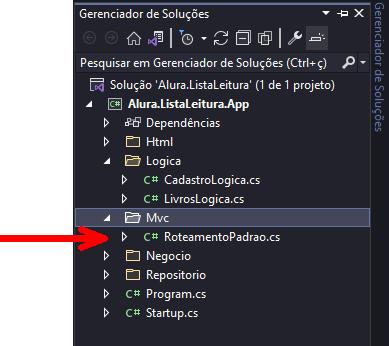 Gerenciador de Soluções
Pesquisar em Gerenciador de Soluções (Ctrl+ç)
Solução 'Alura.ListaLeitura' (1 de 1 projeto)
C# Alura.ListaLeitura.App
Dependências
Html
Logica
C# CadastroLogica.cs
C# LivrosLogica.cs
Mvc
C# RoteamentoPadrao.cs
Negocio
Repositorio
C# Program.cs
C# Startup.cs
Gerenciador de Soluções